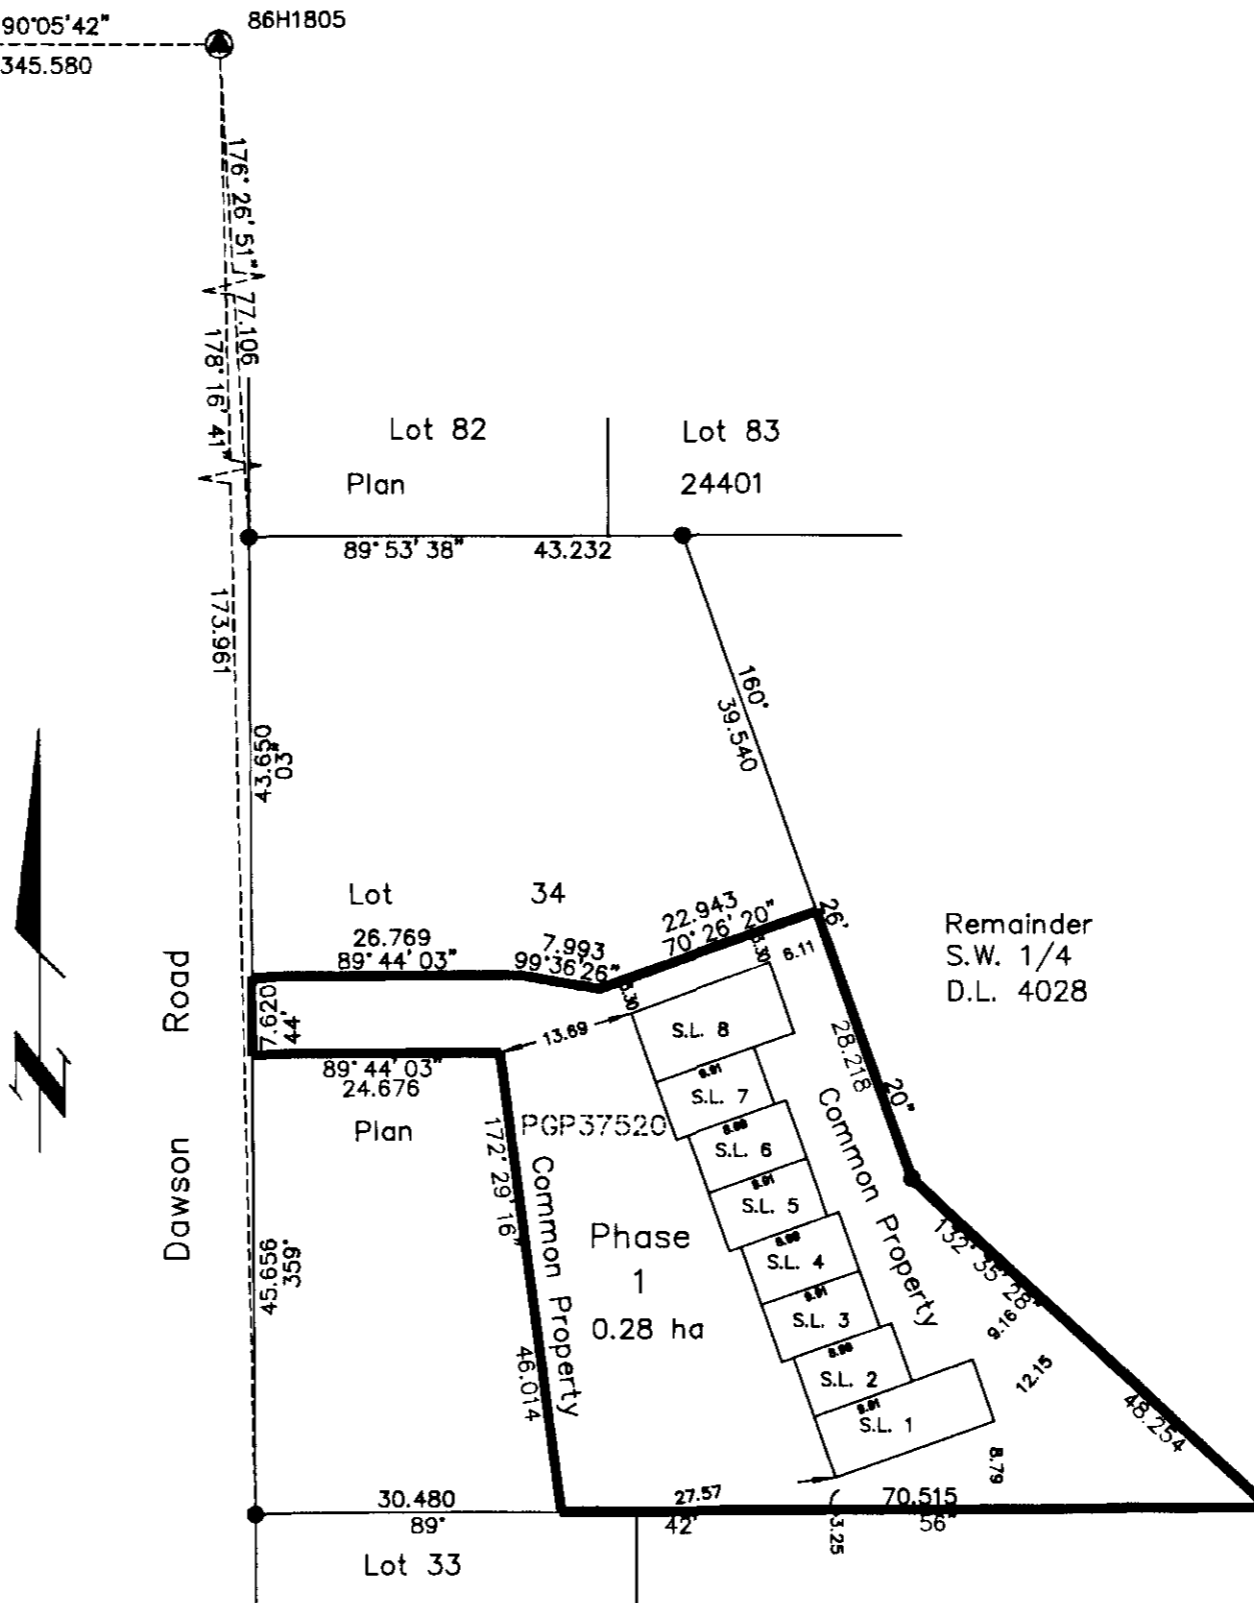 90°05'42"
345.580
86H1805
176° 26' 51"
77.106
178° 16' 41"
173.961
Lot 82
Lot 83
Plan
24401
89° 53' 38"
43.232
160°
39.540
43.650
03"
Lot
34
26.769
89° 44' 03"
7.993
99° 36' 26"
22.943
70° 26' 20"
26'
Remainder
S.W. 1/4
D.L. 4028
Dawson Road
7.620
44'
13.69
6.11
28.218
20"
89° 44' 03"
24.676
Plan
PGP37520
S.L. 8
S.L. 7
S.L. 6
S.L. 5
S.L. 4
S.L. 3
S.L. 2
S.L. 1
Common Property
172° 29' 16"
46.014
Common Property
Phase
1
0.28 ha
45.656
359°
132° 35' 28"
9.16
12.15
48.254
8.79
30.480
89°
27.57
42'
70.515
56"
3.25
Lot 33
N